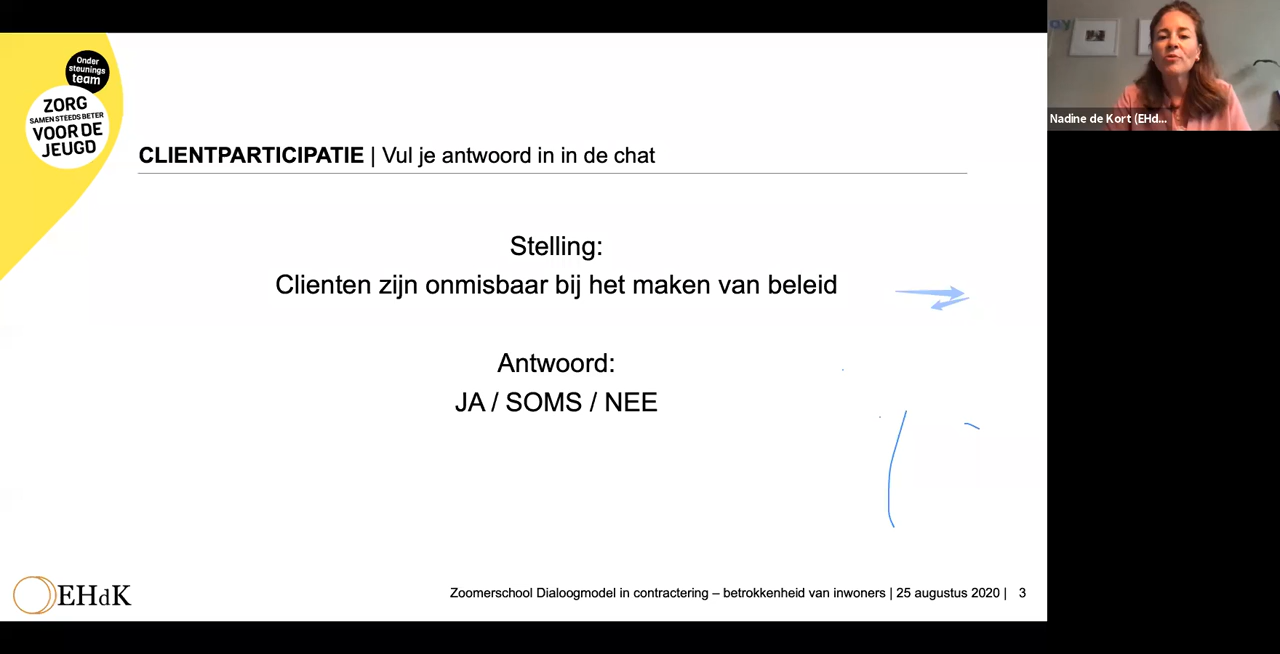 Onder
steunings
team
ZORG
SAMEN STEEDS BETER
VOOR DE
JEUGD
CLIENTPARTICIPATIE | Vul je antwoord in in de chat
Stelling:
Clienten zijn onmisbaar bij het maken van beleid
Antwoord:
JA / SOMS / NEE
EHdK
Zoomerschool Dialoogmodel in contractering – betrokkenheid van inwoners | 25 augustus 2020 | 3
Nadine de Kort (EHd...